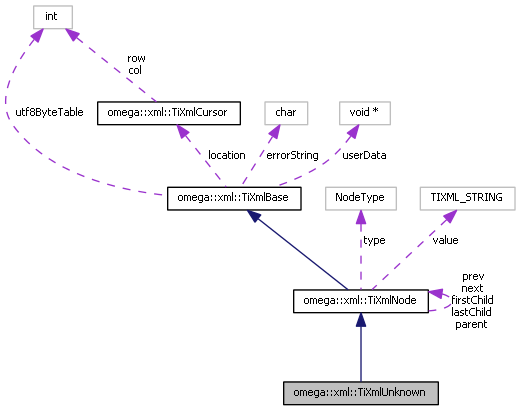 int
row
col
utf8ByteTable
omega::xml::TiXmlCursor
char
void *
location
errorString
userData
omega::xml::TiXmlBase
NodeType
TIXML_STRING
type
value
prev
next
firstChild
lastChild
parent
omega::xml::TiXmlNode
omega::xml::TiXmlUnknown